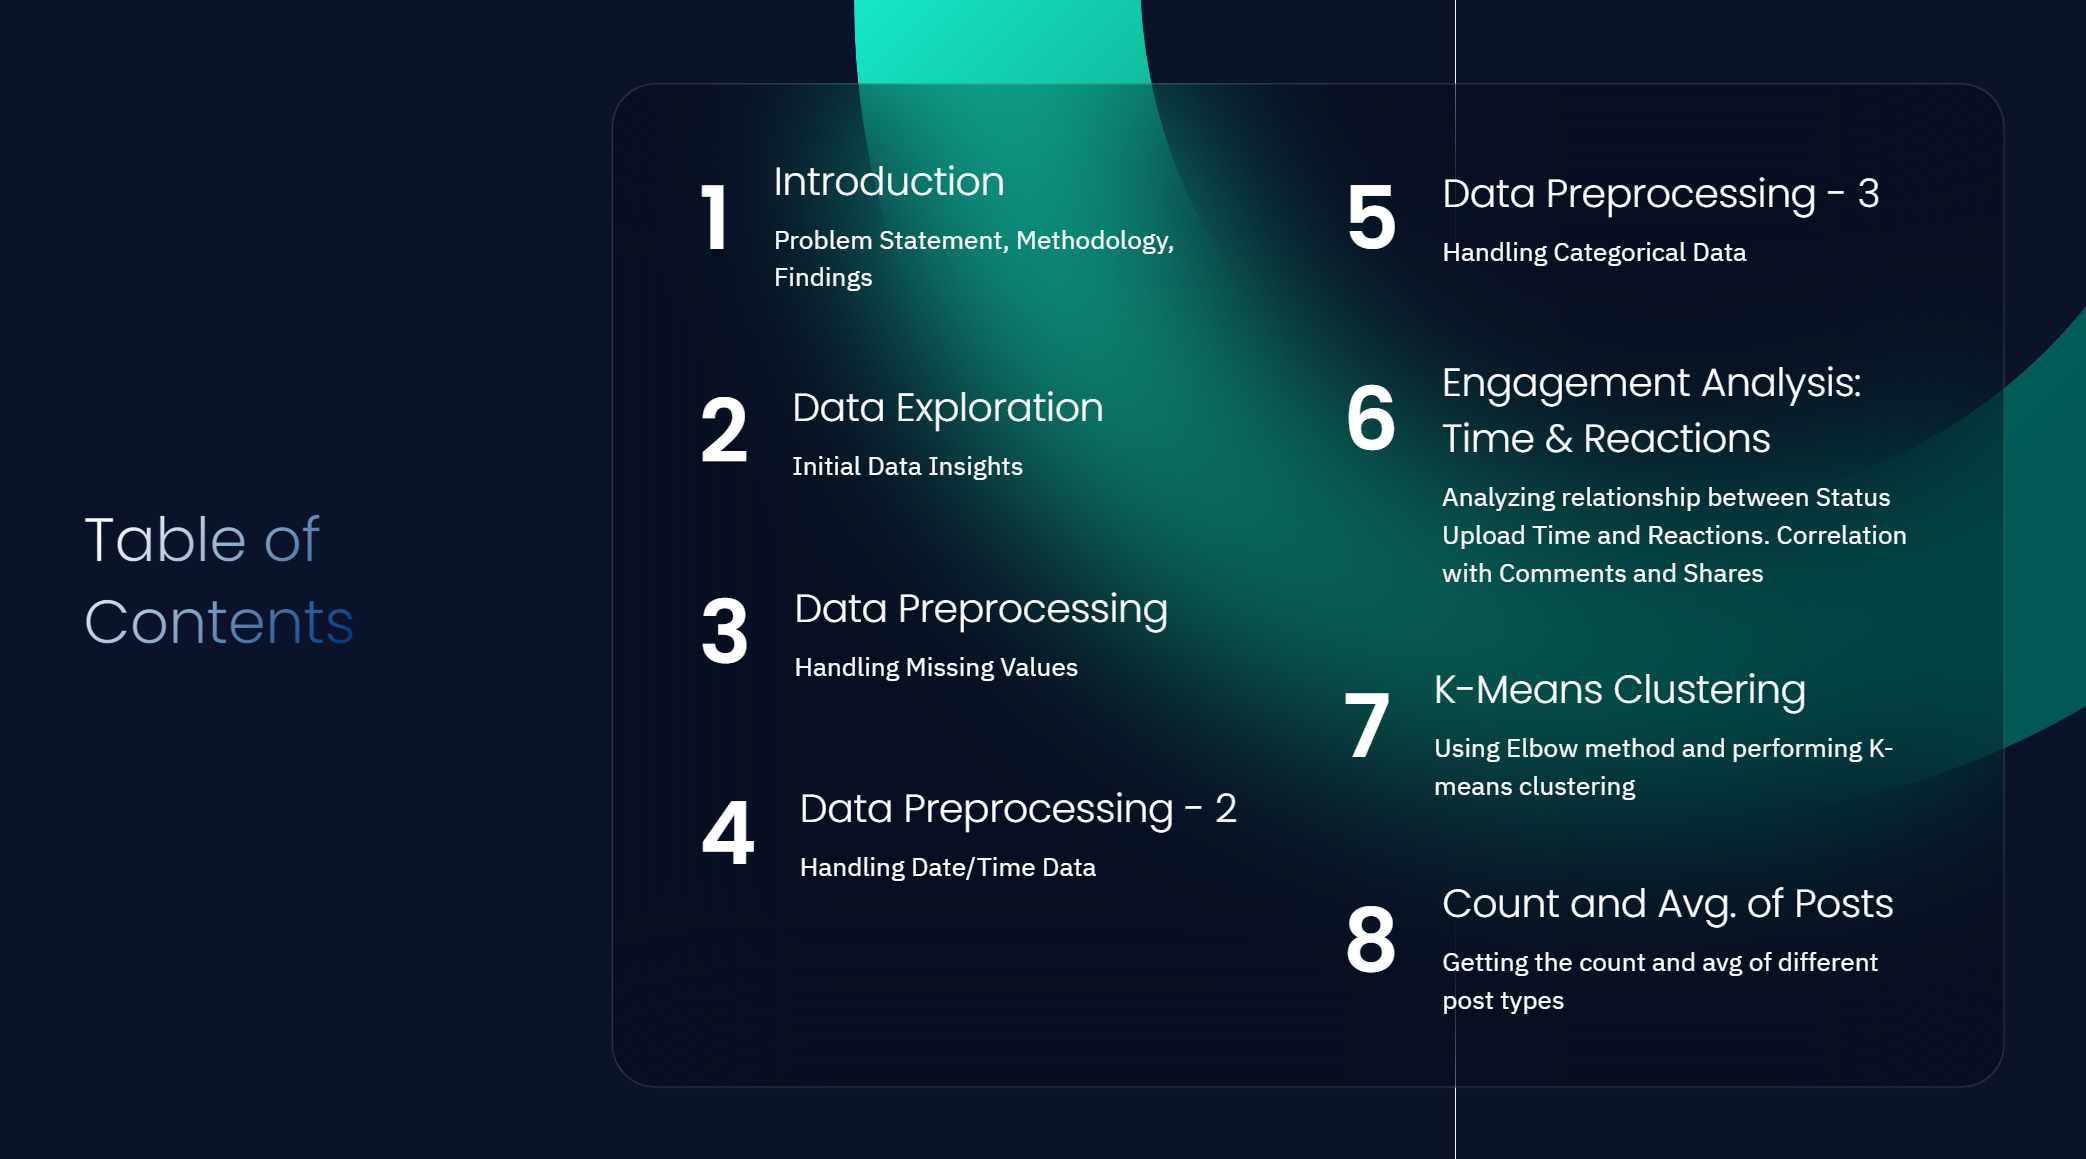 Table of
Contents
1
Introduction
Problem Statement, Methodology,
Findings
2
Data Exploration
Initial Data Insights
3
Data Preprocessing
Handling Missing Values
4
Data Preprocessing - 2
Handling Date/Time Data
5
Data Preprocessing - 3
Handling Categorical Data
6
Engagement Analysis:
Time & Reactions
Analyzing relationship between Status
Upload Time and Reactions. Correlation
with Comments and Shares
7
K-Means Clustering
Using Elbow method and performing K-
means clustering
8
Count and Avg. of Posts
Getting the count and avg of different
post types